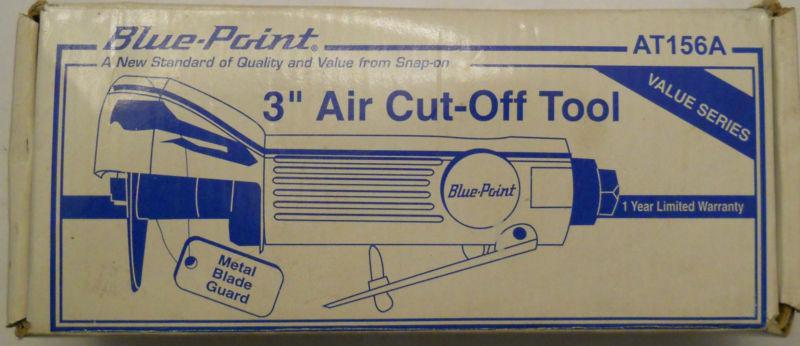 Blue-Point®
AT156A
A New Standard of Quality and Value from Snap-on
3" Air Cut-Off Tool
VALUE SERIES
Blue-Point
1 Year Limited Warranty
Metal
Blade
Guard